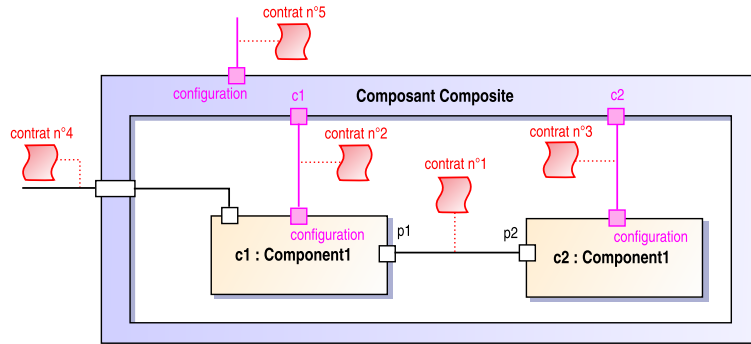 contrat n°5
configuration
c1
Composant Composite
c2
contrat n°4
contrat n°2
contrat n°3
contrat n°1
configuration
p1
p2
configuration
c1 : Component1
c2 : Component1